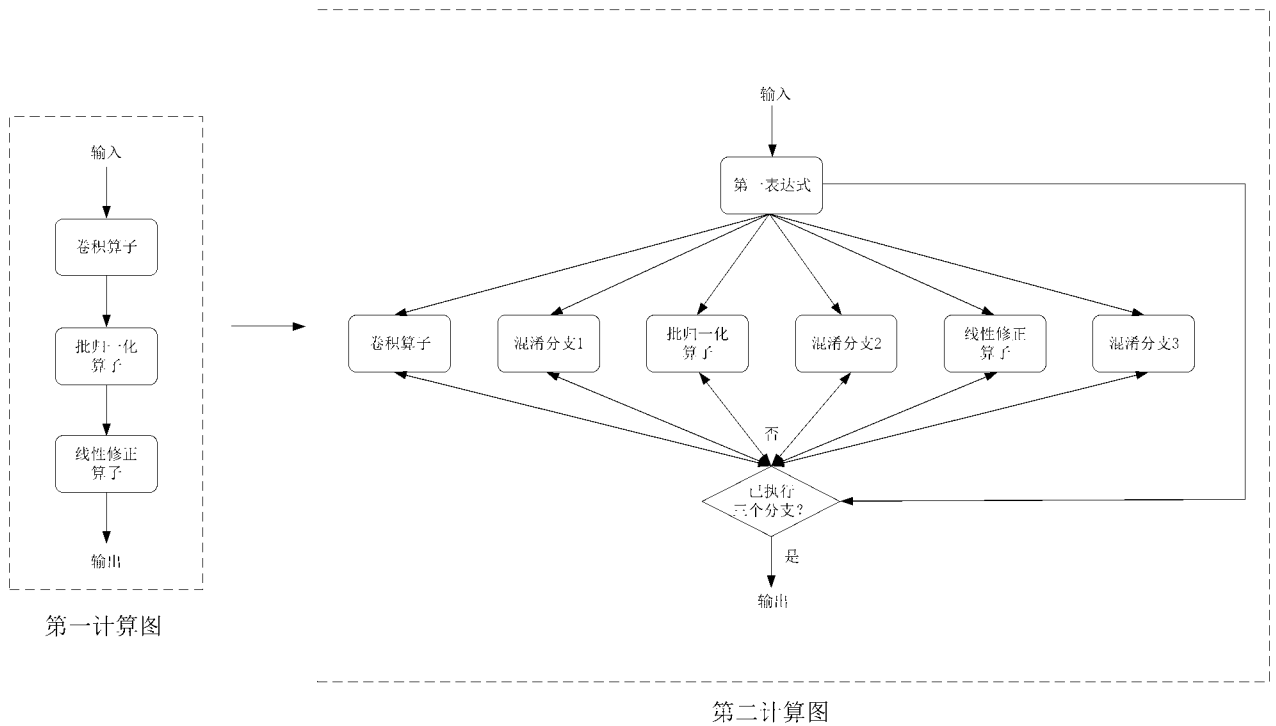 输入
卷积算子
批归一化
算子
线性修正
算子
输出
第一计算图
输入
第一表达式
卷积算子
混淆分支1
批归一化
算子
混淆分支2
线性修正
算子
混淆分支3
否
已执行
三个分支?
是
输出
第二计算图